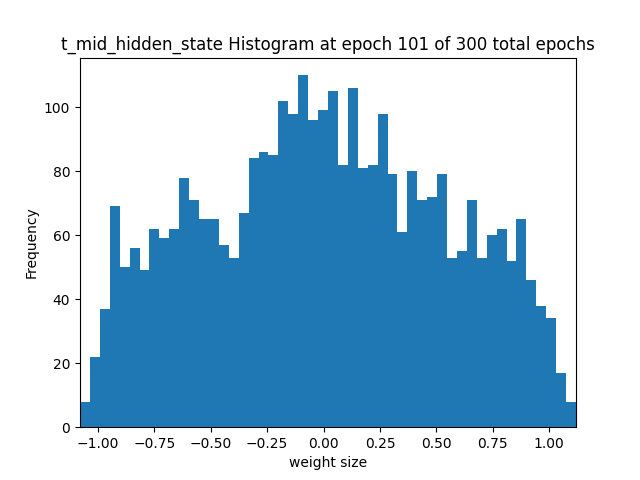 t_mid_hidden_state Histogram at epoch 101 of 300 total epochs
100
80
60
40
20
0
Frequency
−1.00 −0.75 −0.50 −0.25 0.00 0.25 0.50 0.75 1.00
weight size